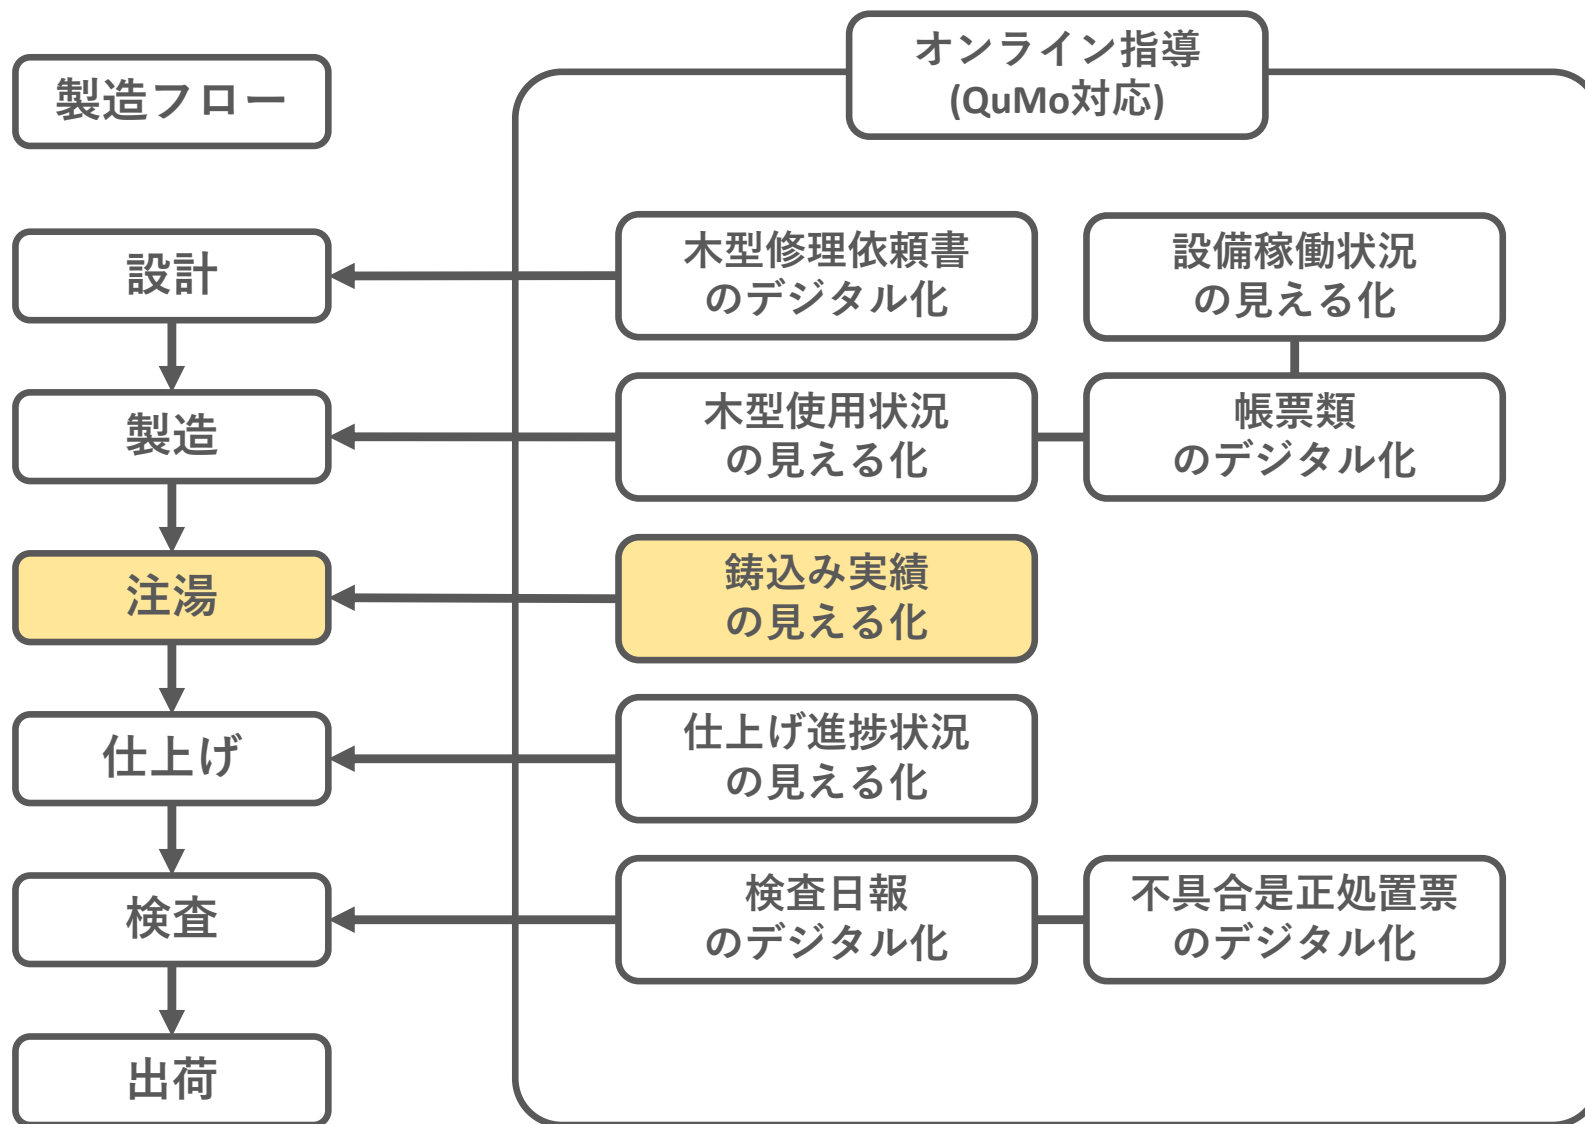 製造フロー
オンライン指導
(QuMo対応)
設計
木型修理依頼書
のデジタル化
設備稼働状況
の見える化
製造
木型使用状況
の見える化
帳票類
のデジタル化
注湯
鋳込み実績
の見える化
仕上げ
仕上げ進捗状況
の見える化
検査
検査日報
のデジタル化
不具合是正処置票
のデジタル化
出荷